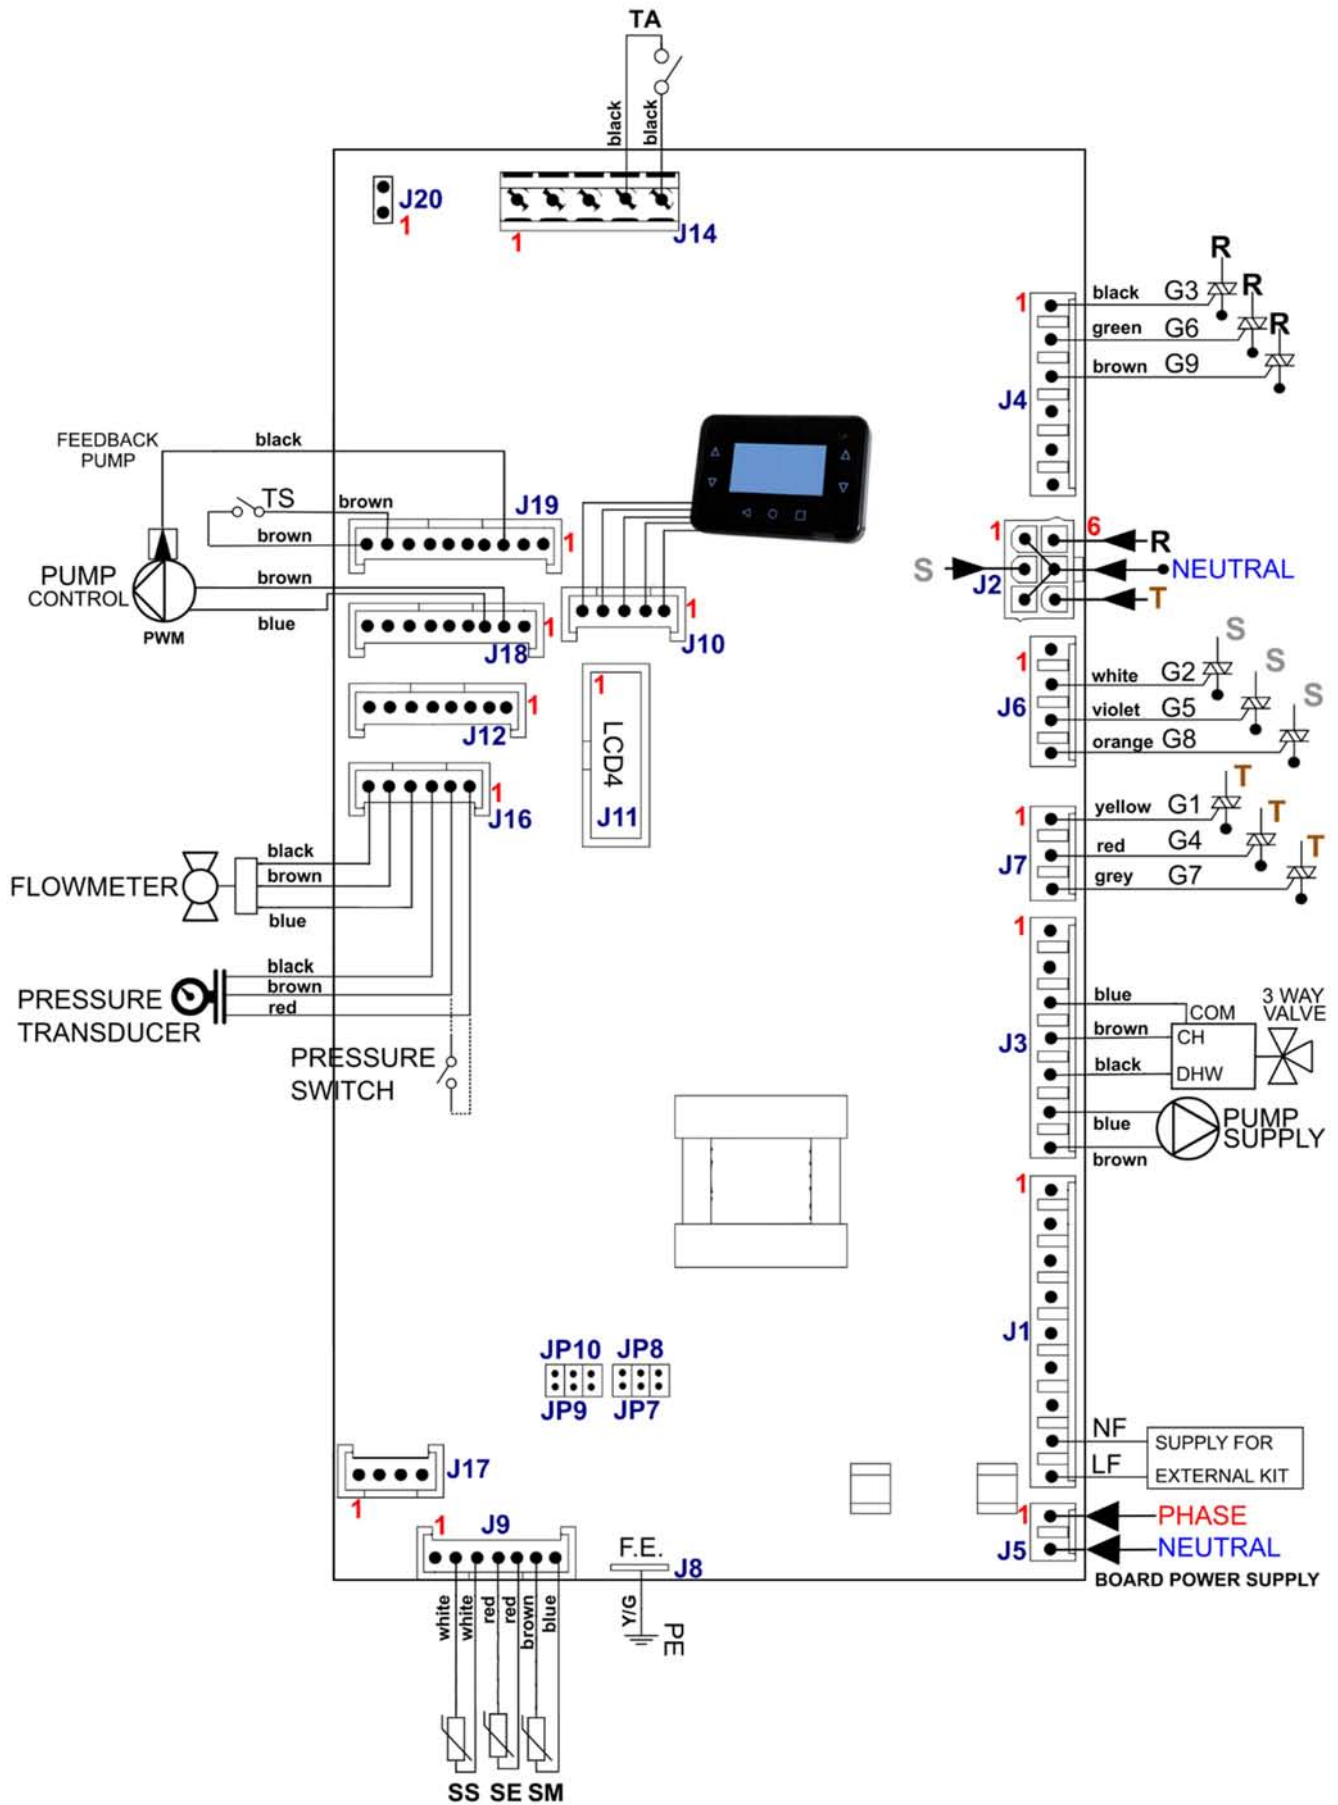 TA
black
black
J20
1
1
J14
R
black G3
R
green G6
R
brown G9
1
J4
FEEDBACK
PUMP
black
TS
brown
brown
J19
1
PUMP
CONTROL
PWM
brown
blue
J18
1
J10
1
J12
1
J16
1
1
LCD4
J11
1
6
R
S
J2
NEUTRAL
T
1
J6
S
white G2
S
violet G5
S
orange G8
1
J7
T
yellow G1
T
red G4
T
grey G7
FLOWMETER
black
brown
blue
PRESSURE
TRANSDUCER
black
brown
red
PRESSURE
SWITCH
1
J3
blue
brown
black
COM
CH
DHW
3 WAY
VALVE
blue
brown
PUMP
SUPPLY
1
J1
JP10 JP8
JP9 JP7
NF
LF
SUPPLY FOR
EXTERNAL KIT
J17
1
1
J5
PHASE
NEUTRAL
BOARD POWER SUPPLY
1
J9
F.E.
J8
Y/G
PE
white
white
red
red
brown
blue
SS SE SM